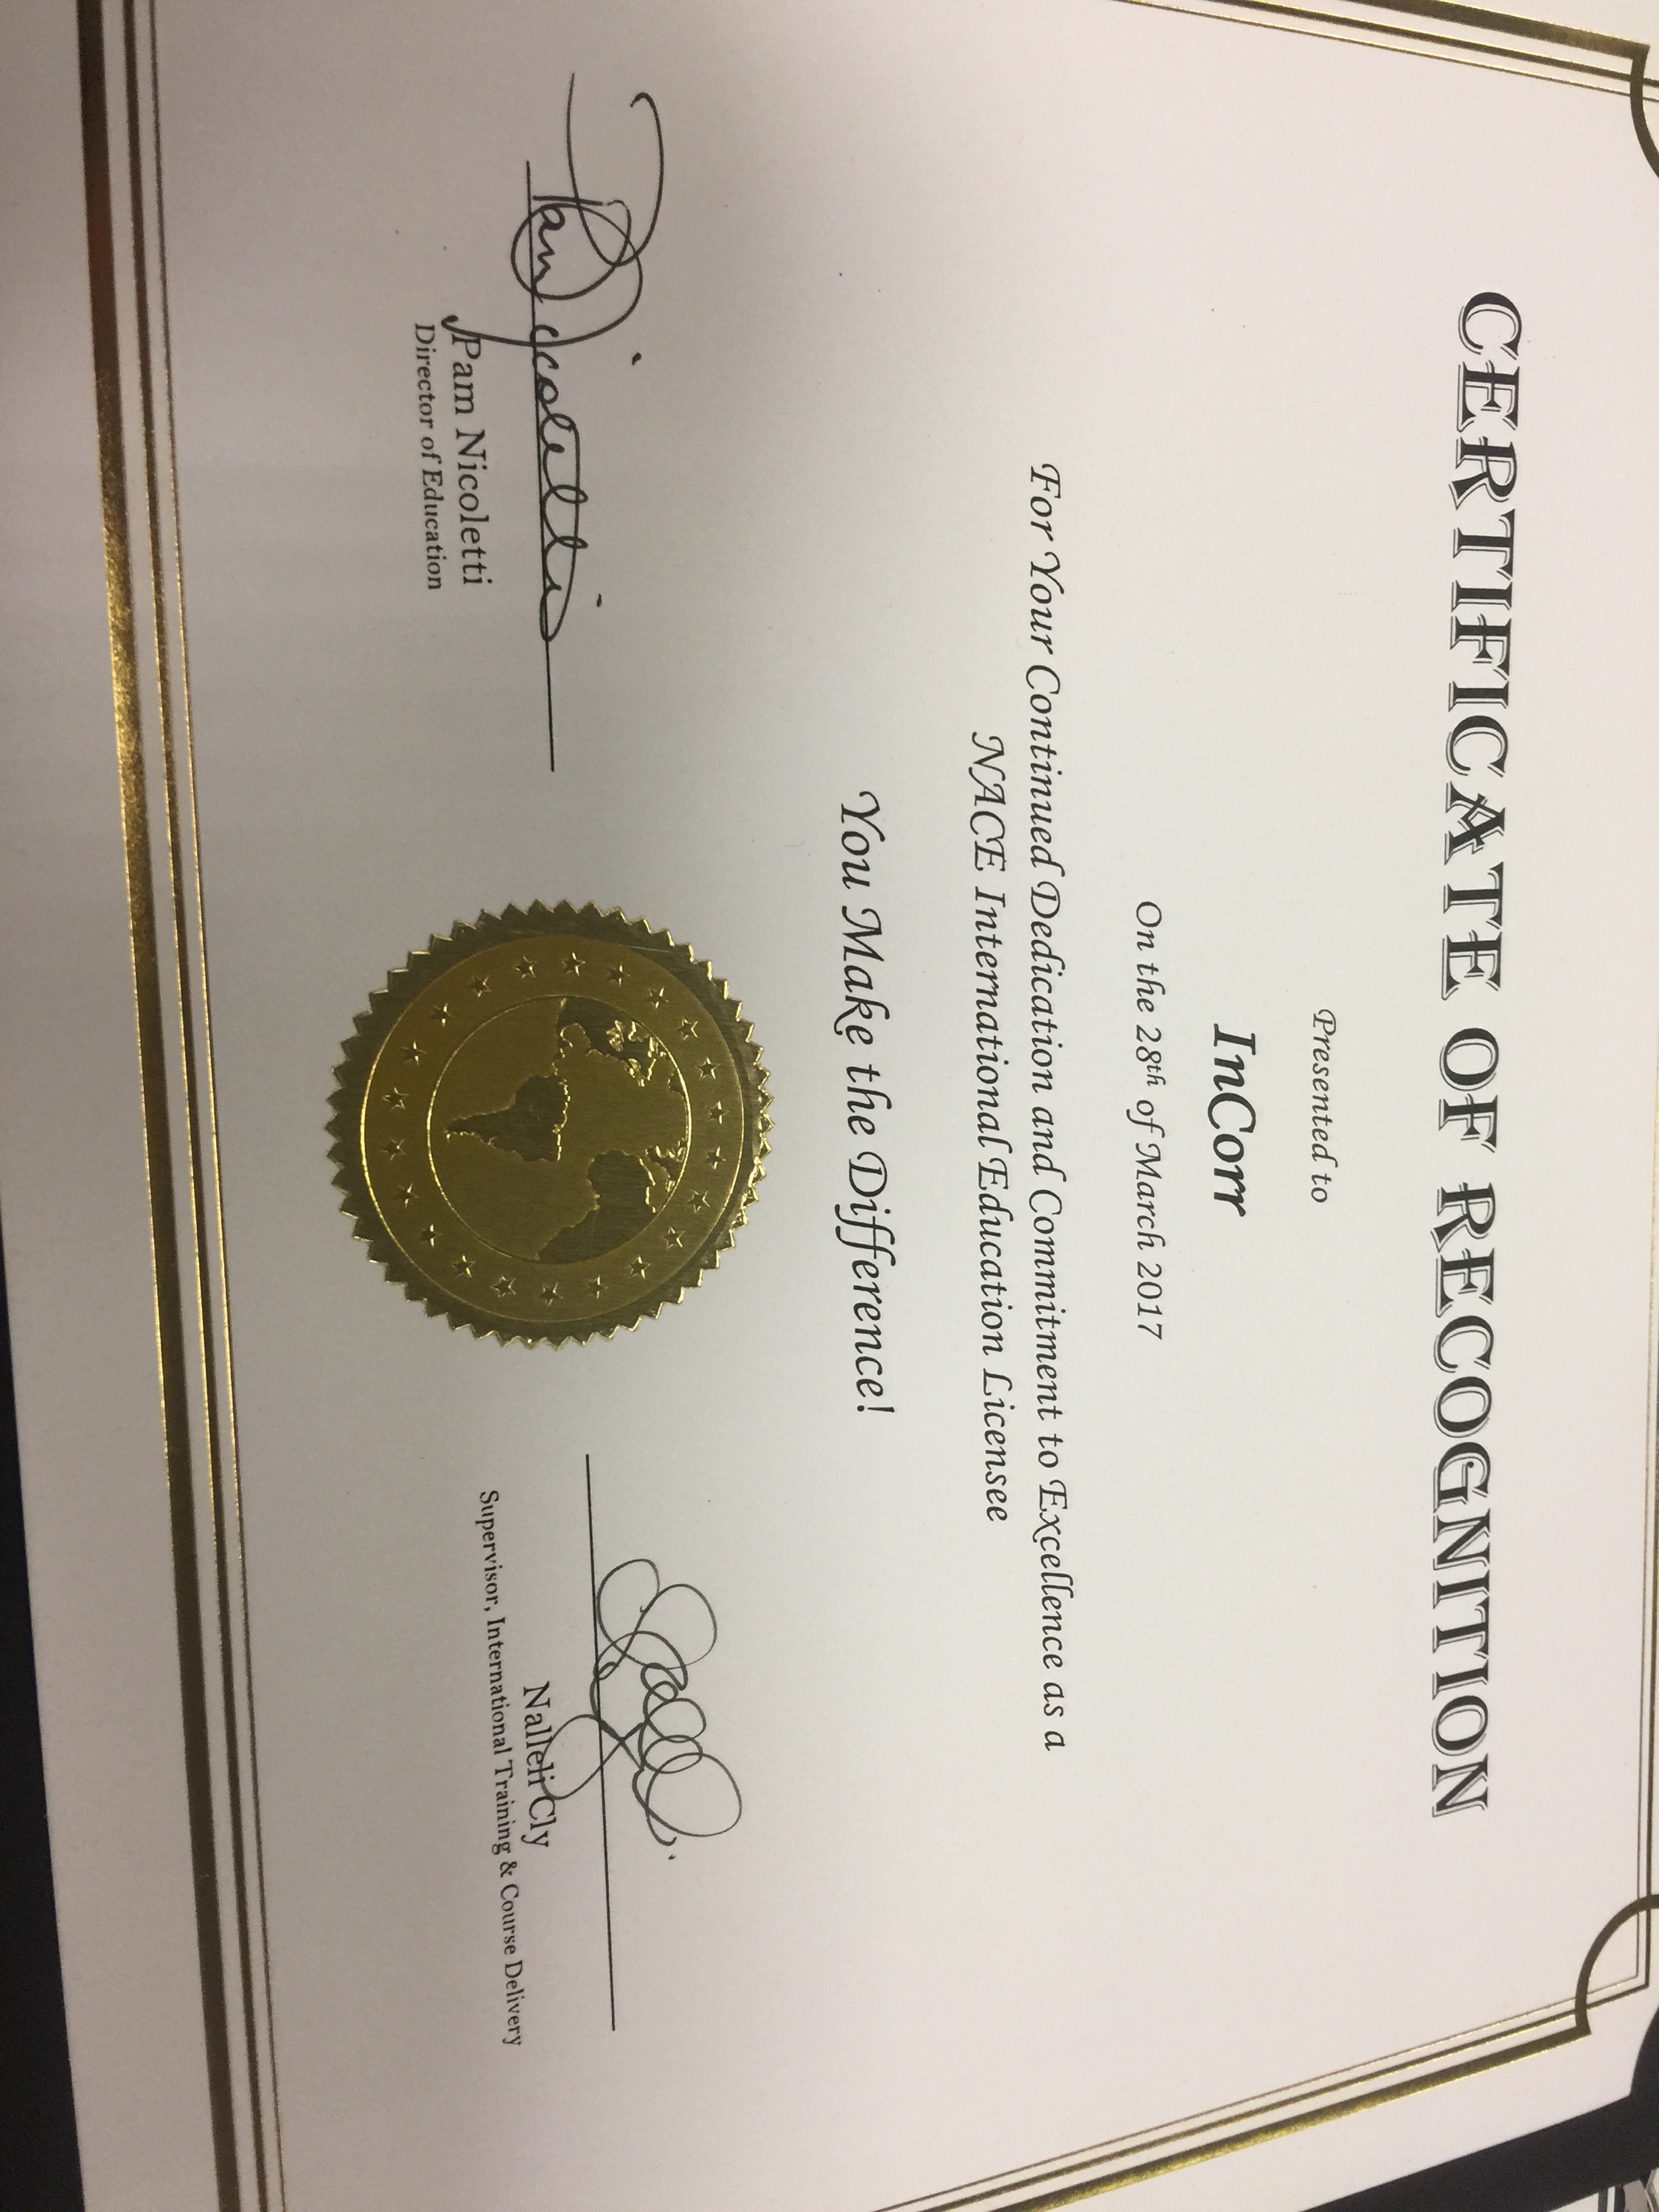 CERTIFICATE OF RECOGNITION
Presented to
InCorr
On the 28th of March 2017
For Your Continued Dedication and Commitment to Excellence as a
NACE International Education Licensee
You Make the Difference!
Pam Nicoletti
Pam Nicoletti
Director of Education
Nalleli Cly
Supervisor, International Training & Course Delivery